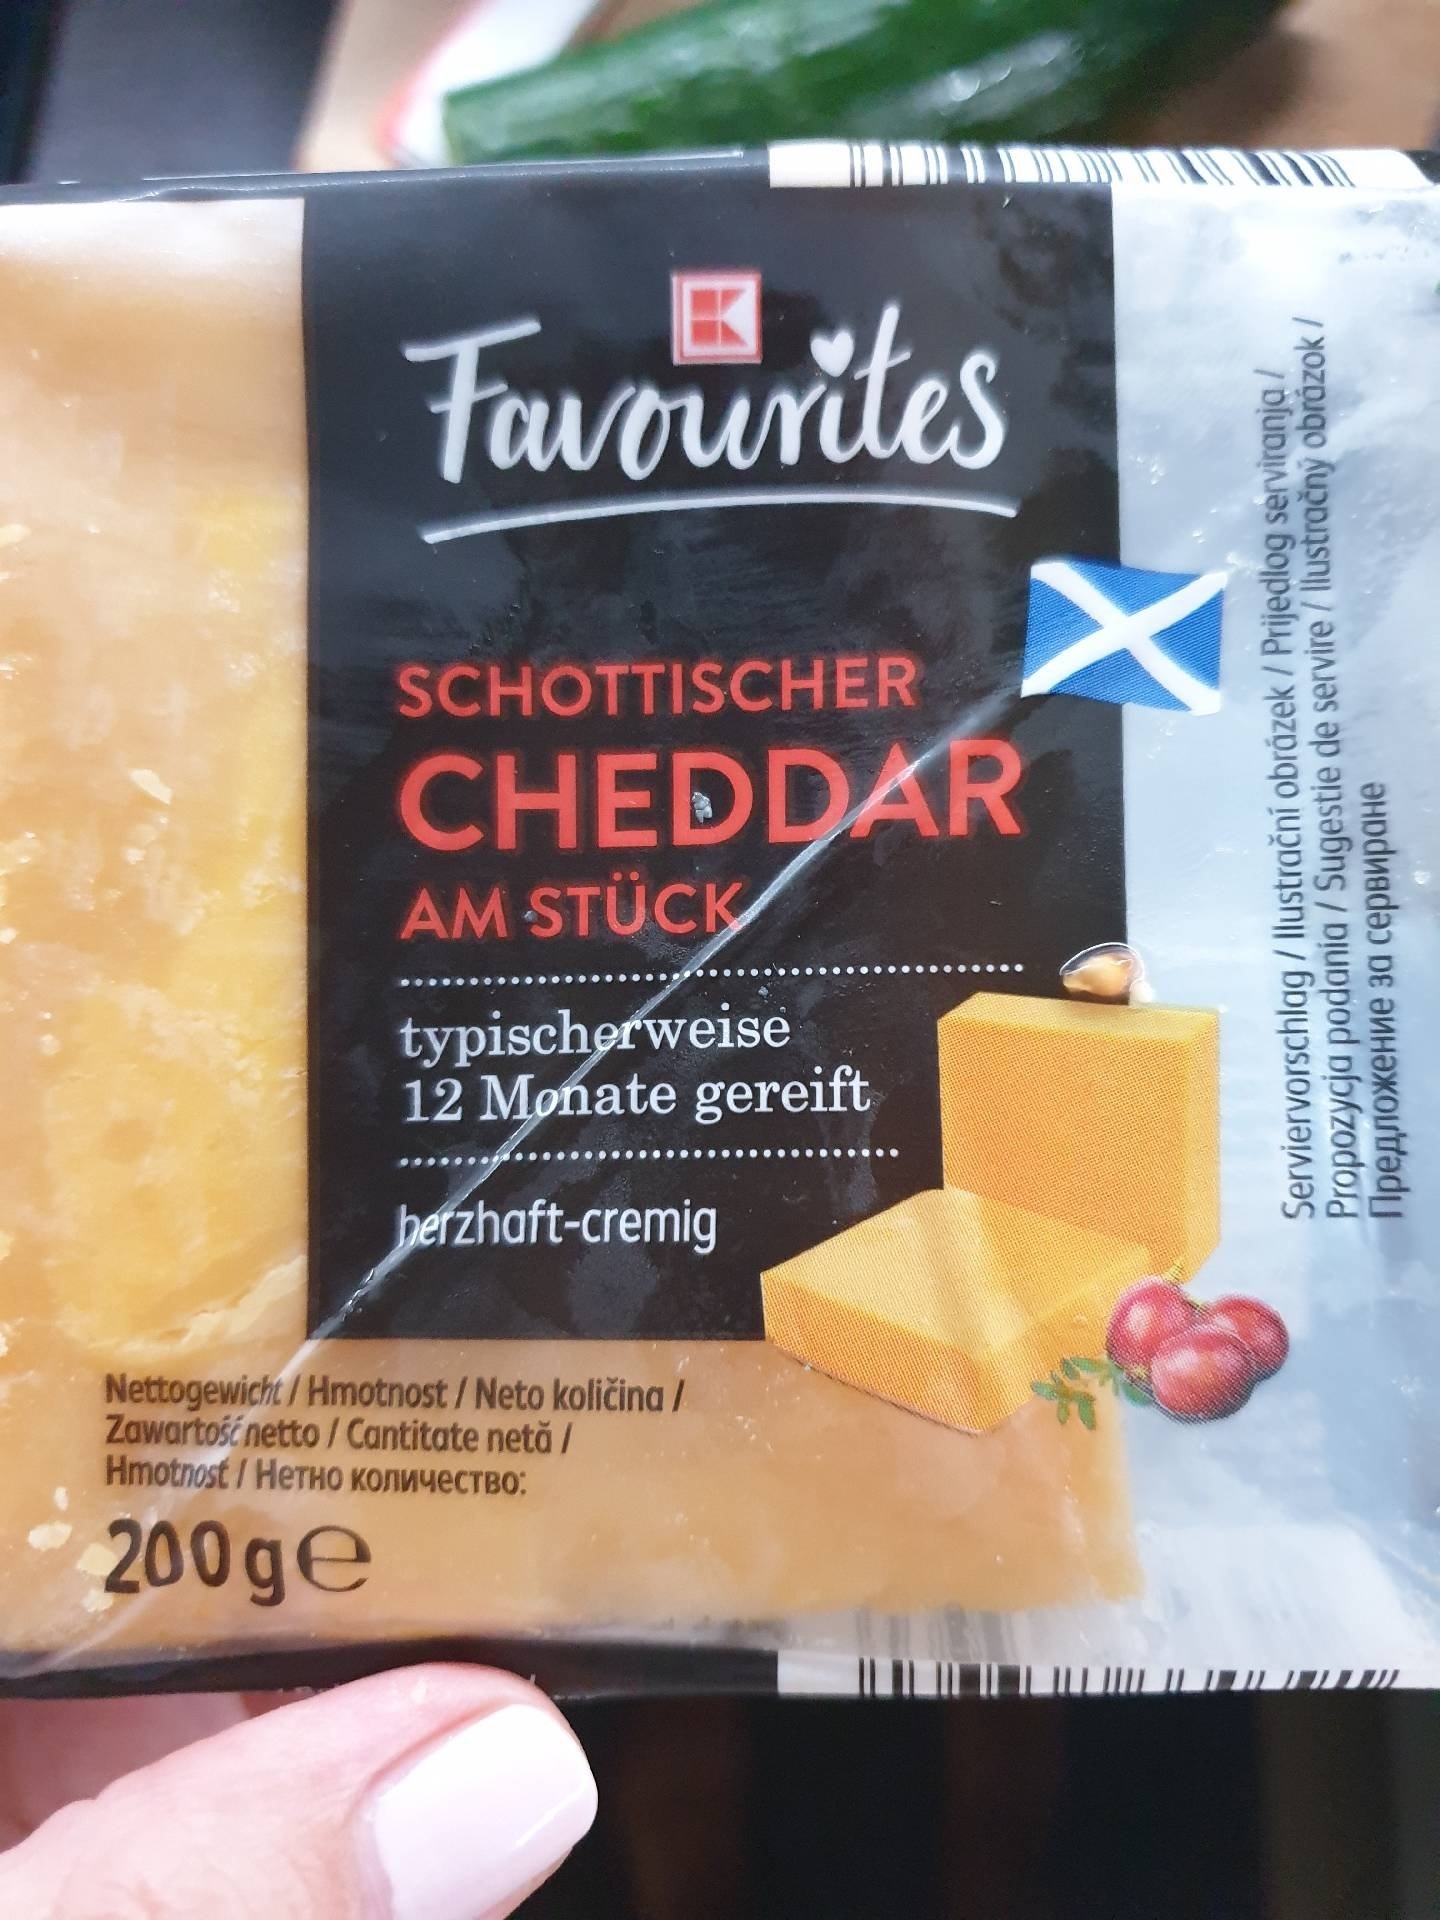 K
Favourites
SCHOTTISCHER
CHEDDAR
AM STÜCK
typischerweise
12 Monate gereift
herzhaft-cremig
Nettogewicht / Hmotnost / Neto količina /
Zawartość netto / Cantitate netă /
Hmotnosť / Нетно количество:
200 g e
Serviervorschlag / Ilustrační obrázek / Prijedlog serviranja /
Propozycja podania / Sugestie de servire / Ilustračný obrázok /
Предложение за сервиране